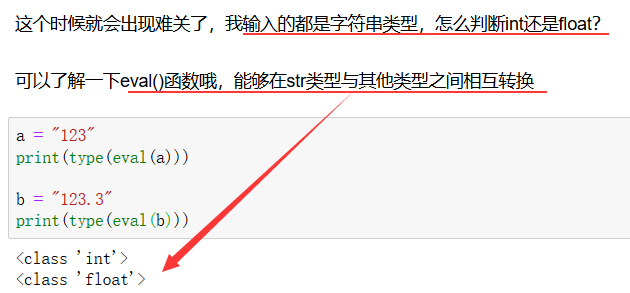 这个时候就会出现难关了，我输入的都是字符串类型，怎么判断int还是float？
可以了解一下eval()函数哦，能够在str类型与其他类型之间相互转换
a = "123"
print(type(eval(a)))
b = "123.3"
print(type(eval(b)))
<class 'int'>
<class 'float'>